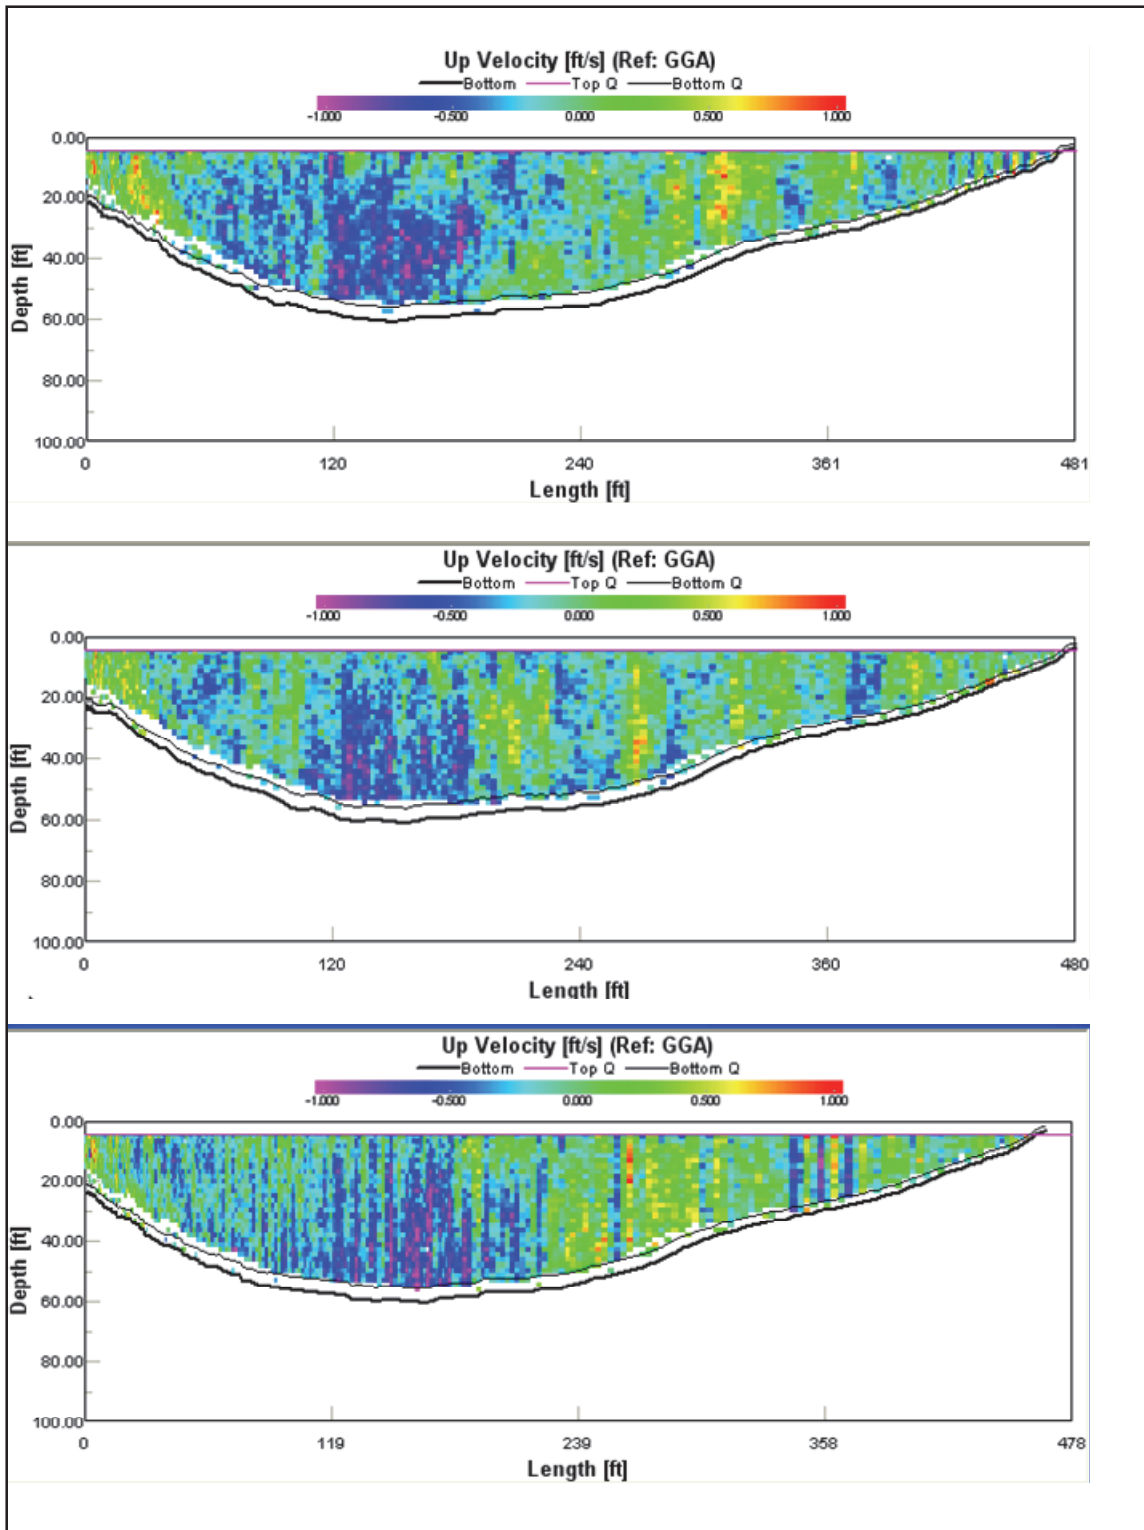 Up Velocity [ft/s] (Ref: GGA)
Bottom Top Q Bottom Q
-1.000 -0.500 0.000 0.500 1.000
0.00
20.00
40.00
60.00
80.00
100.00
Depth [ft]
0 120 240 361 481
Length [ft]
Up Velocity [ft/s] (Ref: GGA)
Bottom Top Q Bottom Q
-1.000 -0.500 0.000 0.500 1.000
0.00
20.00
40.00
60.00
80.00
100.00
Depth [ft]
0 120 240 360 480
Length [ft]
Up Velocity [ft/s] (Ref: GGA)
Bottom Top Q Bottom Q
-1.000 -0.500 0.000 0.500 1.000
0.00
20.00
40.00
60.00
80.00
100.00
Depth [ft]
0 119 239 358 478
Length [ft]